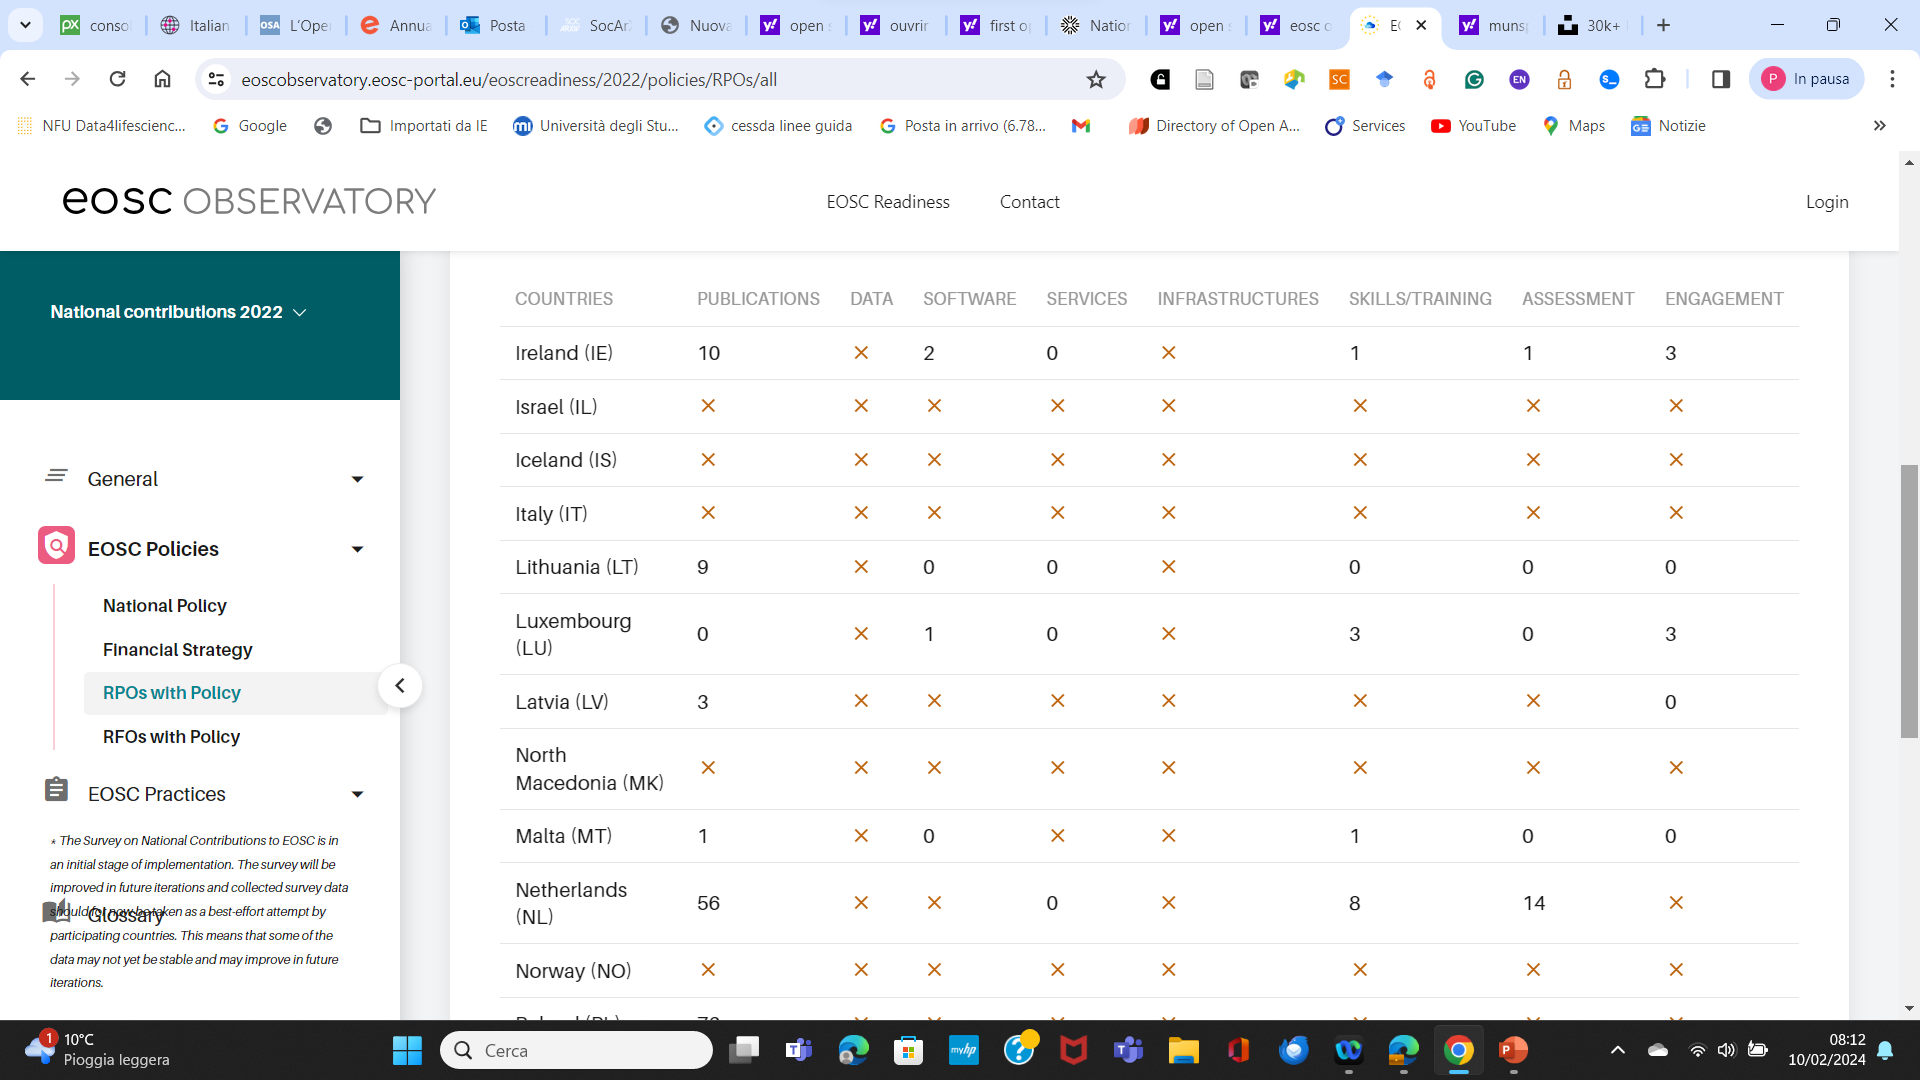 conso
Italian
OSA L'Ope
Annua
Posta
SocAr
Nuova
open s
ouvrir
first o
Nation
open s
eosc o
E
muns
30k+
eoscobservatory.eosc-portal.eu/eoscreadiness/2022/policies/RPOs/all
SC
EN
P In pausa
NFU Data4lifescienc...
Google
Importati da IE
Università degli Stu...
cessda linee guida
Posta in arrivo (6.78...
Directory of Open A...
Services
YouTube
Maps
Notizie
eosc OBSERVATORY
EOSC Readiness
Contact
Login
National contributions 2022
General
EOSC Policies
National Policy
Financial Strategy
RPOs with Policy
RFOs with Policy
EOSC Practices
* The Survey on National Contributions to EOSC is in
an initial stage of implementation. The survey will be
improved in future iterations and collected survey data
should for now be taken as a best-effort attempt by
Glossary
participating countries. This means that some of the
data may not yet be stable and may improve in future
iterations.
COUNTRIES PUBLICATIONS DATA SOFTWARE SERVICES INFRASTRUCTURES SKILLS/TRAINING ASSESSMENT ENGAGEMENT
Ireland (IE) 10 × 2 0 × 1 1 3
Israel (IL) × × × × × × × ×
Iceland (IS) × × × × × × × ×
Italy (IT) × × × × × × × ×
Lithuania (LT) 9 × 0 0 × 0 0 0
Luxembourg
(LU) 0 × 1 0 × 3 0 3
Latvia (LV) 3 × × × × × × 0
North
Macedonia (MK) × × × × × × × ×
Malta (MT) 1 × 0 × × 1 0 0
Netherlands
(NL) 56 × × 0 × 8 14 ×
Norway (NO) × × × × × × × ×
1
10°C
Pioggia leggera
Cerca
myhp
08:12
10/02/2024